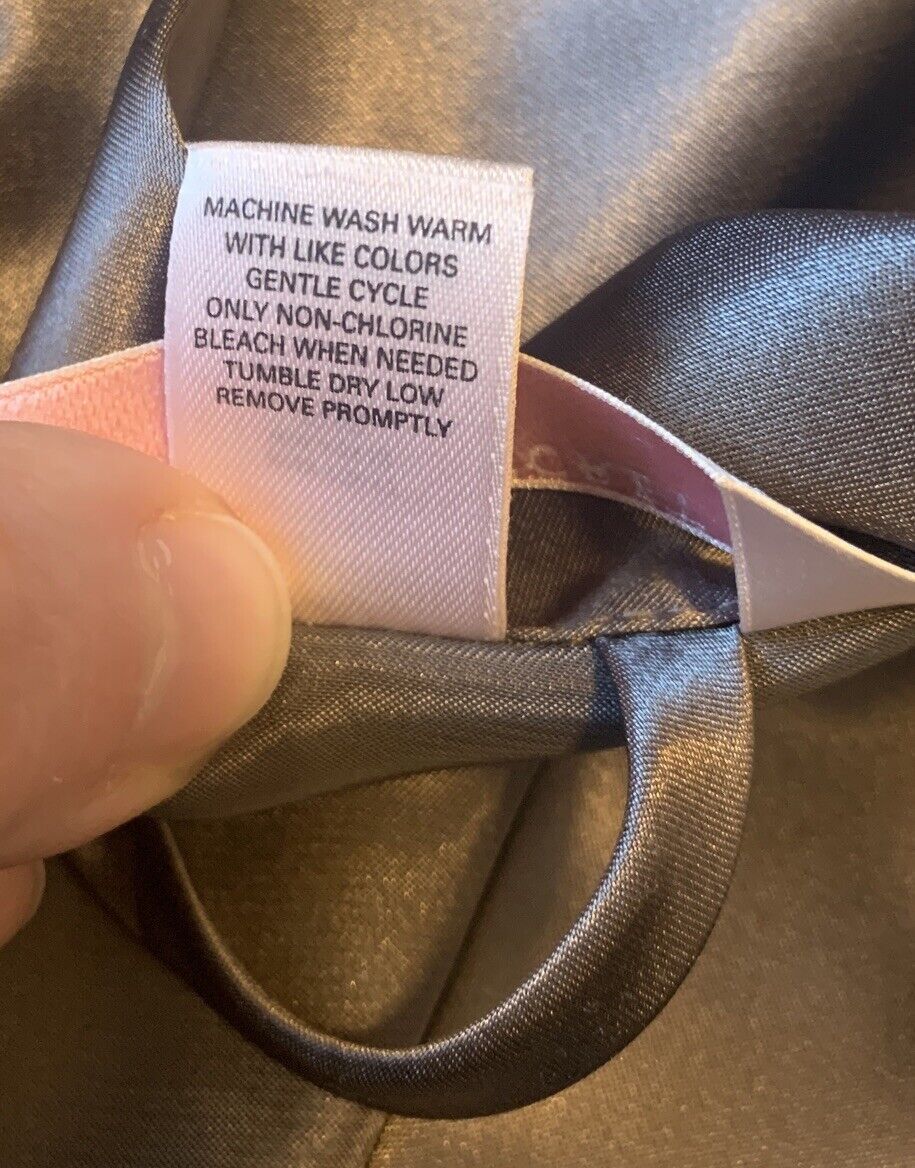 MACHINE WASH WARM
WITH LIKE COLORS
GENTLE CYCLE
ONLY NON-CHLORINE
BLEACH WHEN NEEDED
TUMBLE DRY LOW
REMOVE PROMPTLY